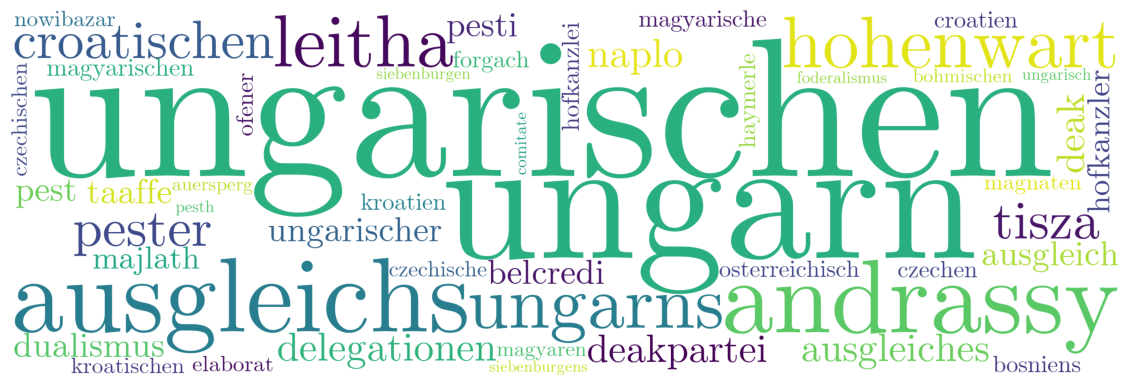 nowibazar
croatischen
leitha
pesti
forgach
hofkanzlei
naplo
magyarische
hohenwart
croatien
magyarischen
siebenburgen
foderalismus
bohmischen
ungarisch
czechischen
ofener
ungarischen
comitate
haymerle
deak
hofkanzler
pest
taaffe
auersperg
pesth
kroatien
ungarn
magnaten
pester
ungarischer
tisza
majlath
ausgleich
czechische
belcredi
osterreichisch
czechen
ausgleichs
ungarns
andrassy
dualismus
delegationen
magyaren
deakpartei
ausgleiches
kroatischen
elaborat
siebenburgens
bosniens